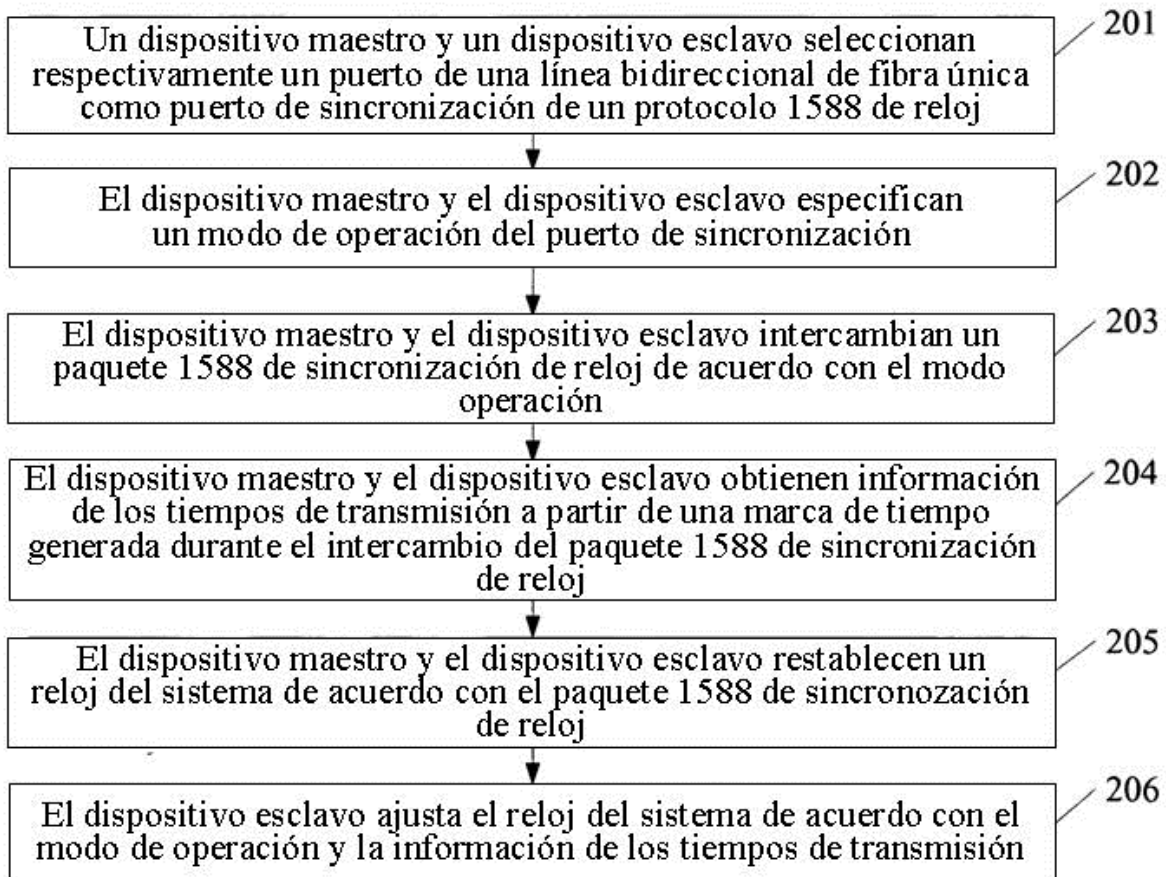 201
Un dispositivo maestro y un dispositivo esclavo seleccionan
respectivamente un puerto de una línea bidireccional de fibra única
como puerto de sincronización de un protocolo 1588 de reloj
202
El dispositivo maestro y el dispositivo esclavo especifican
un modo de operación del puerto de sincronización
203
El dispositivo maestro y el dispositivo esclavo intercambian un
paquete 1588 de sincronización de reloj de acuerdo con el modo
operación
204
El dispositivo maestro y el dispositivo esclavo obtienen información
de los tiempos de transmisión a partir de una marca de tiempo
generada durante el intercambio del paquete 1588 de sincronización
de reloj
205
El dispositivo maestro y el dispositivo esclavo restablecen un
reloj del sistema de acuerdo con el paquete 1588 de sincronozación
de reloj
206
El dispositivo esclavo ajusta el reloj del sistema de acuerdo con el
modo de operación y la información de los tiempos de transmisión